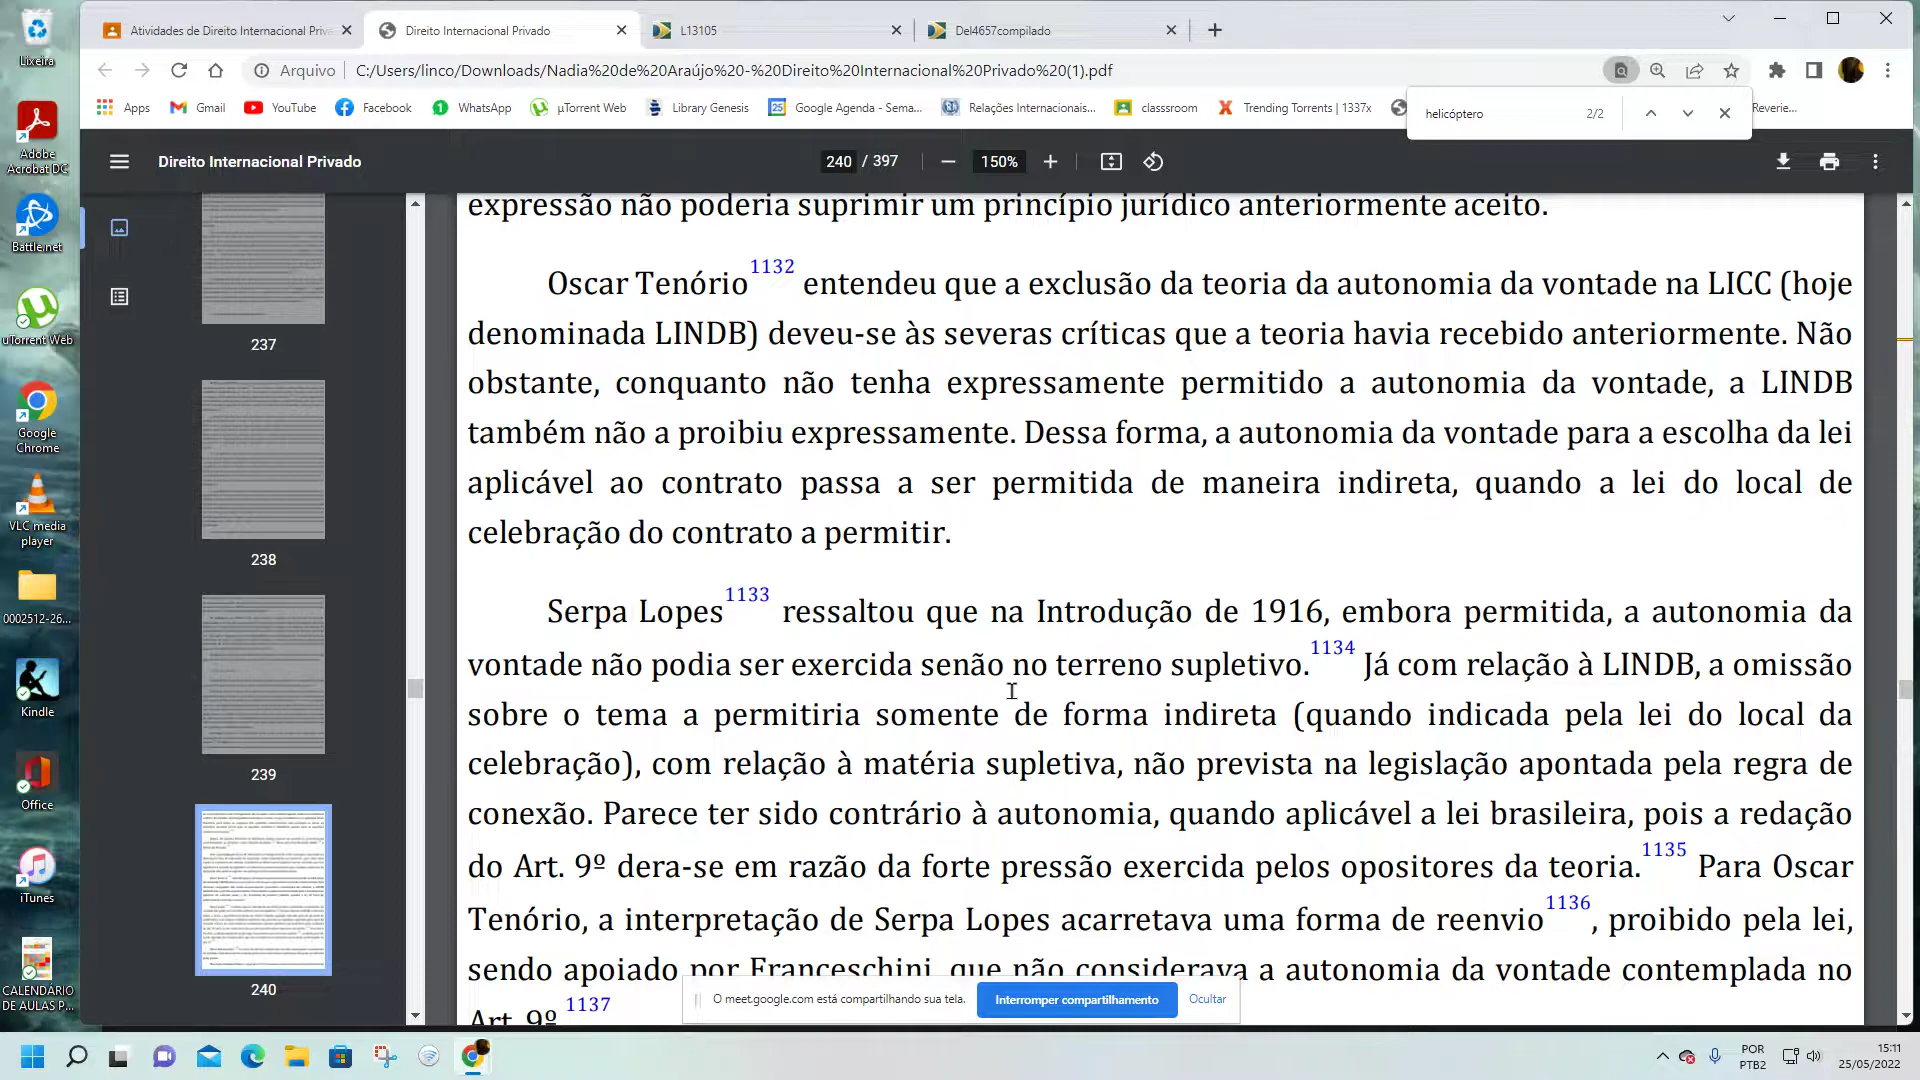 Lixeira
Adobe
Acrobat DC
Battle.net
uTorrent Web
Google
Chrome
VLC media
player
0002512-26...
Kindle
Office
iTunes
CALENDÁRIO
DE AULAS P...
Atividades de Direito Internacional Priva
Direito Internacional Privado
L13105
Del4657compilado
Arquivo
C:/Users/linco/Downloads/Nadia%20de%20Araújo%20-%20Direito%20Internacional%20Privado%20(1).pdf
Apps
Gmail
YouTube
Facebook
WhatsApp
µTorrent Web
Library Genesis
Google Agenda - Sema...
Relações Internacionais...
classsroom
Trending Torrents | 1337x
Reverie...
helicóptero
2/2
Direito Internacional Privado
240 / 397
150%
237
238
239
240
expressão não poderia suprimir um princípio jurídico anteriormente aceito.
Oscar Tenório1132 entendeu que a exclusão da teoria da autonomia da vontade na LICC (hoje
denominada LINDB) deveu-se às severas críticas que a teoria havia recebido anteriormente. Não
obstante, conquanto não tenha expressamente permitido a autonomia da vontade, a LINDB
também não a proibiu expressamente. Dessa forma, a autonomia da vontade para a escolha da lei
aplicável ao contrato passa a ser permitida de maneira indireta, quando a lei do local de
celebração do contrato a permitir.
Serpa Lopes1133 ressaltou que na Introdução de 1916, embora permitida, a autonomia da
vontade não podia ser exercida senão no terreno supletivo.1134 Já com relação à LINDB, a omissão
sobre o tema a permitiria somente de forma indireta (quando indicada pela lei do local da
celebração), com relação à matéria supletiva, não prevista na legislação apontada pela regra de
conexão. Parece ter sido contrário à autonomia, quando aplicável a lei brasileira, pois a redação
do Art. 9º dera-se em razão da forte pressão exercida pelos opositores da teoria.1135 Para Oscar
Tenório, a interpretação de Serpa Lopes acarretava uma forma de reenvio1136, proibido pela lei,
sendo apoiado por Franceschini, que não considerava a autonomia da vontade contemplada no
Art. 9º 1137
O meet.google.com está compartilhando sua tela.
Interromper compartilhamento
Ocultar
POR
PTB2
15:11
25/05/2022